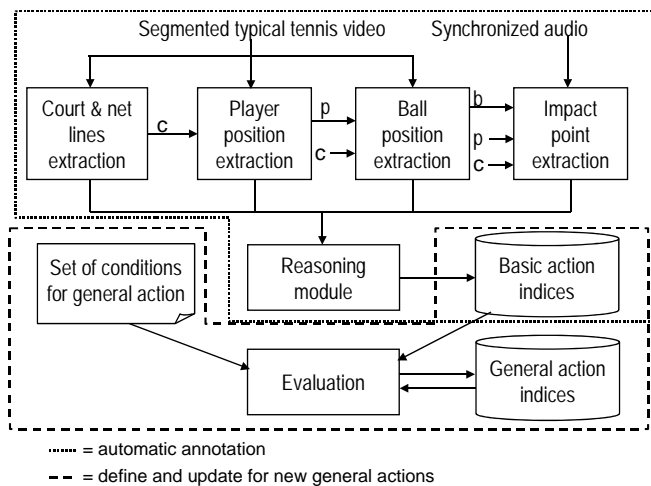 Segmented typical tennis video
Synchronized audio
Court & net
lines
extraction
c
Player
position
extraction
p
c
Ball
position
extraction
b
p
c
Impact
point
extraction
Set of conditions
for general action
Reasoning
module
Basic action
indices
Evaluation
General action
indices
= automatic annotation
= define and update for new general actions